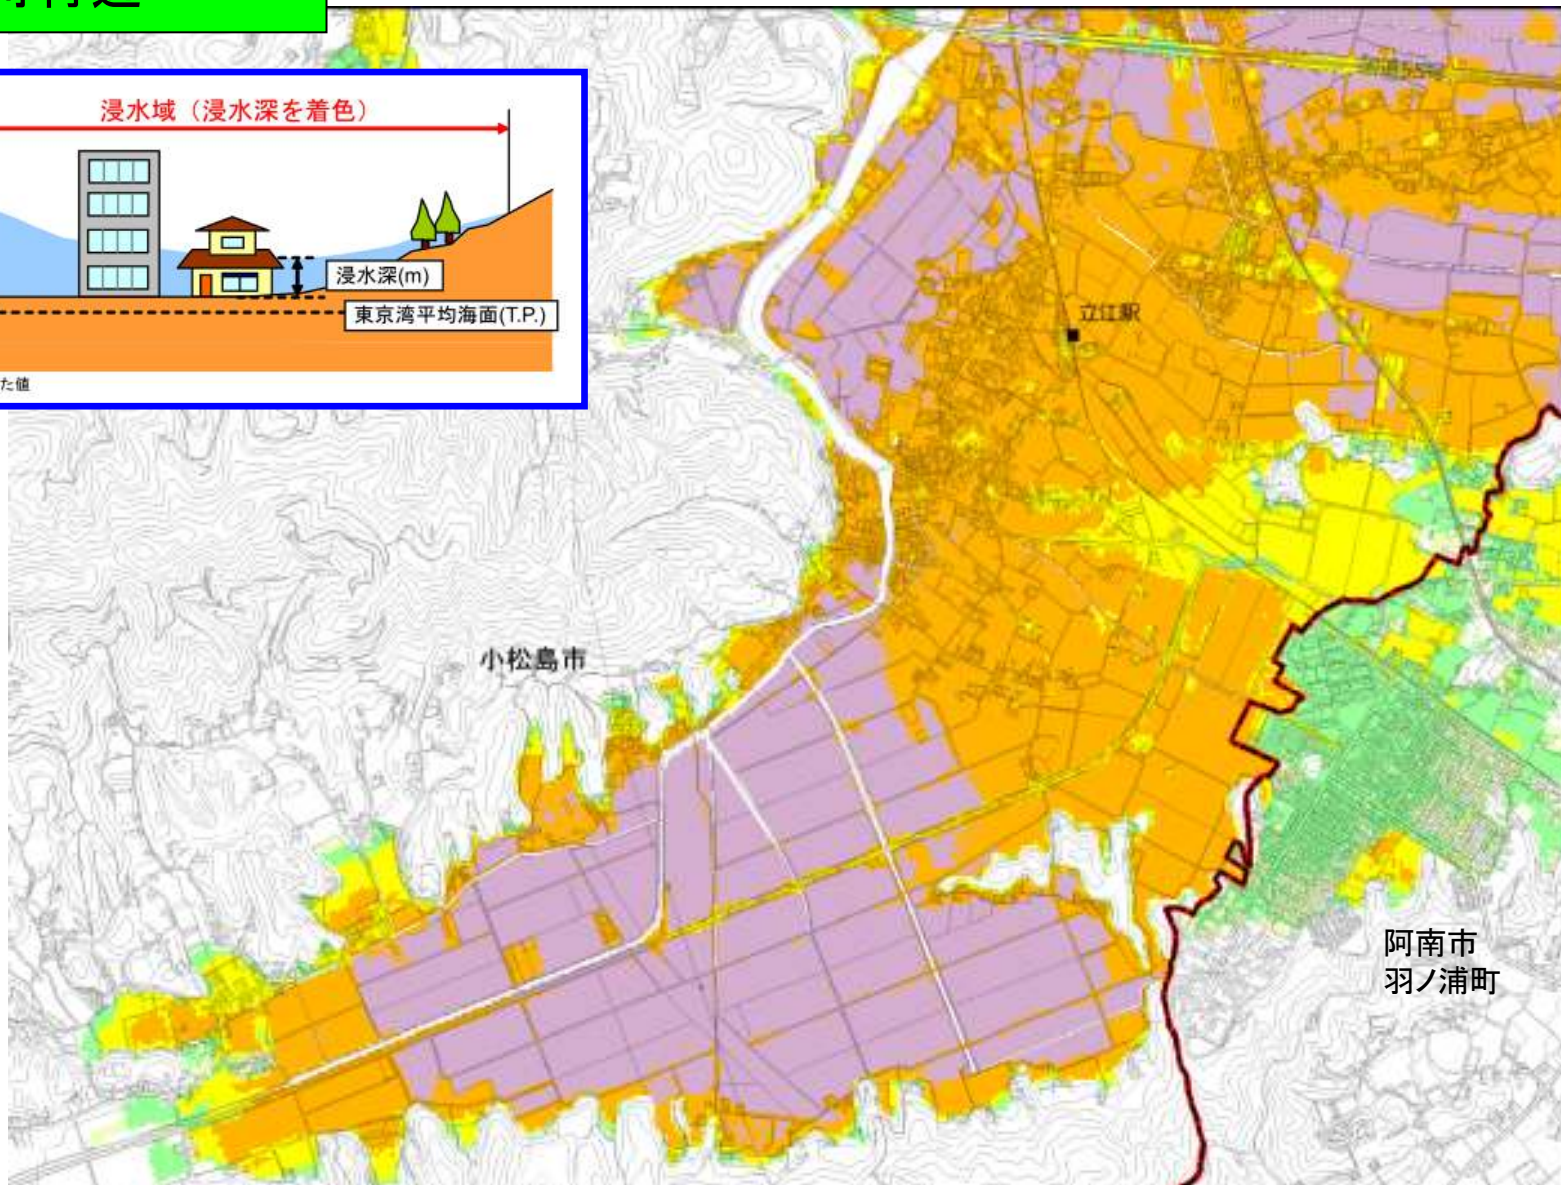 浸水域（浸水深を着色）
浸水深(m)
東京湾平均海面(T.P.)
た値
立江駅
小松島市
阿南市
羽ノ浦町